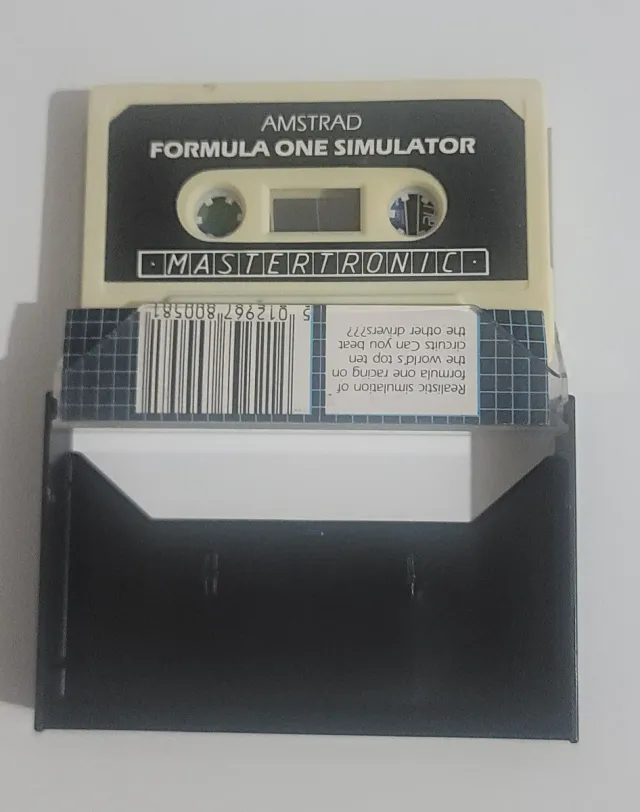 AMSTRAD
FORMULA ONE SIMULATOR
·MASTERTRONIC·
5 012967 800581
Realistic simulation of
formula one racing on
the world's top ten
circuits Can you beat
the other drivers???